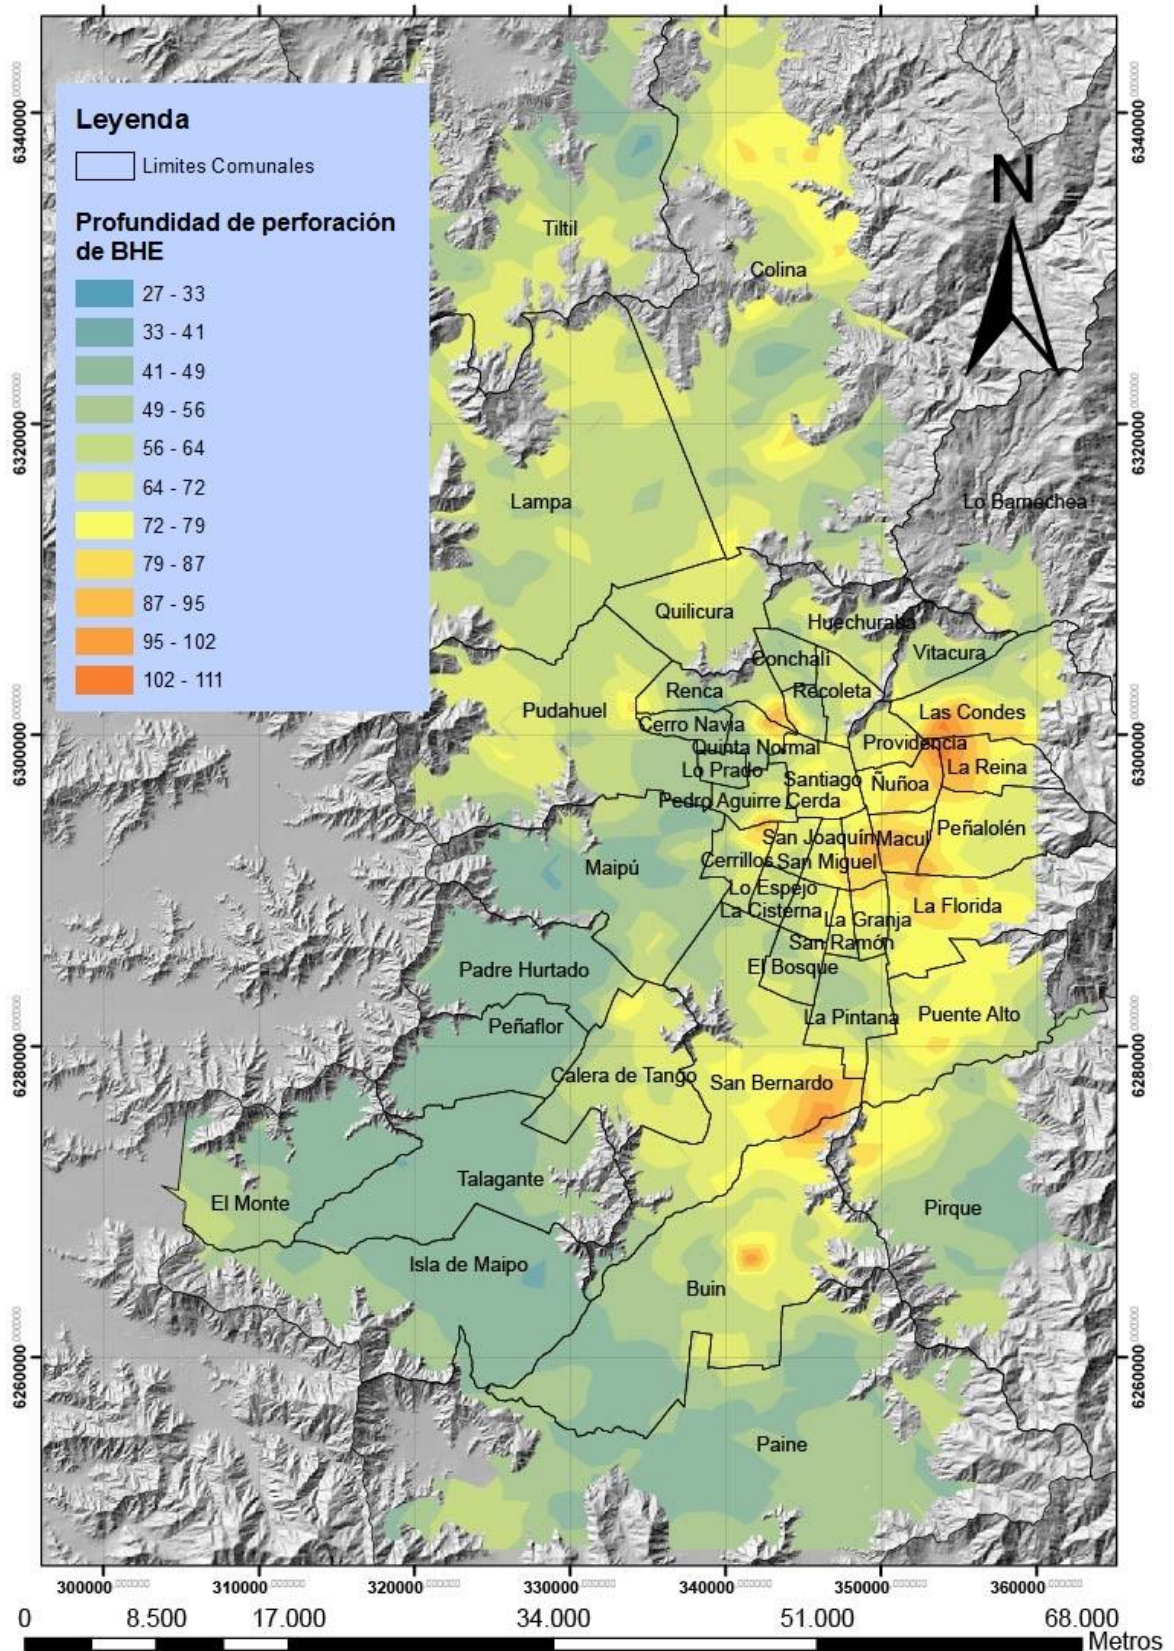 Leyenda
Limites Comunales
Profundidad de perforación
de BHE
27 - 33
33 - 41
41 - 49
49 - 56
56 - 64
64 - 72
72 - 79
79 - 87
87 - 95
95 - 102
102 - 111
N
Tiltil
Colina
Lampa
Lo Barnechea
Quilicura
Huechuraba
Conchalí
Vitacura
Renca
Recoleta
Pudahuel
Las Condes
Cerro Navia
Quinta Normal
Providencia
Lo Prado
Santiago
Ñuñoa
La Reina
Pedro Aguirre Cerda
Peñalolén
San Joaquín
Macul
Maipú
Cerrillos
San Miguel
Lo Espejo
La Cisterna
La Granja
La Florida
San Ramón
Padre Hurtado
El Bosque
Peñaflor
La Pintana
Puente Alto
Calera de Tango
San Bernardo
Talagante
El Monte
Pirque
Isla de Maipo
Buin
Paine
6340000
6320000
6300000
6280000
6260000
6340000
6320000
6300000
6280000
6260000
300000
310000
320000
330000
340000
350000
360000
0
8.500
17.000
34.000
51.000
68.000
Metros